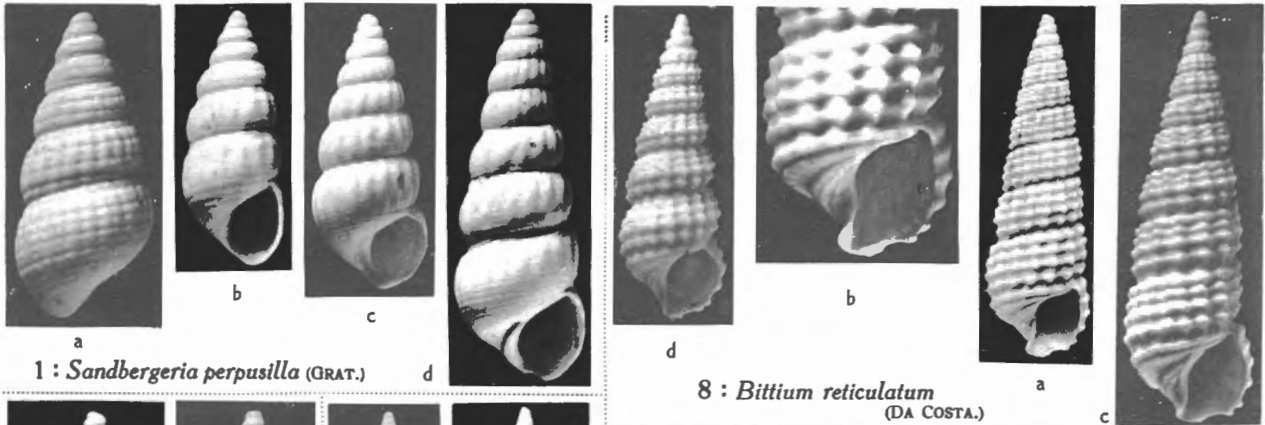 a
b
c
d
1 : Sandbergeria perpusilla (GRAT.)
d
b
a
c
8 : Bittium reticulatum
(DA COSTA.)